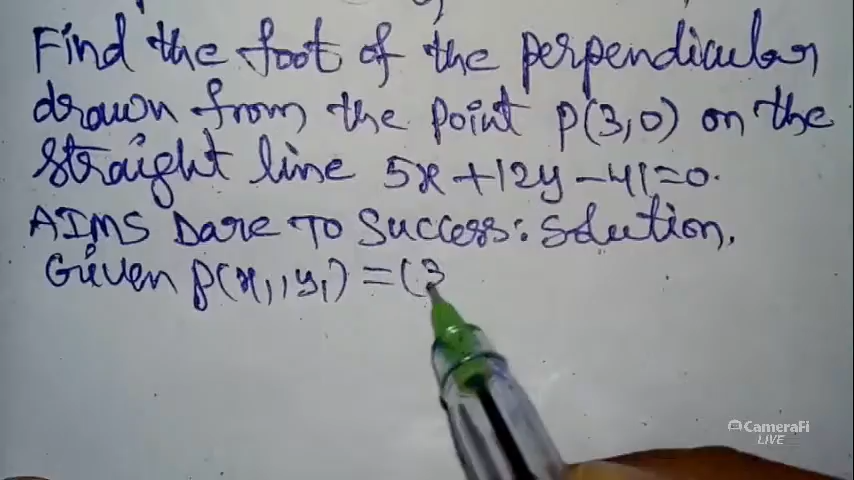 Find the foot of the perpendicular
drawn from the point P(3,0) on the
straight line 5x+12y-41=0.
AIMS Dare To Success: Solution.
Given P(x₁,y₁) = (3
CameraFi
LIVE